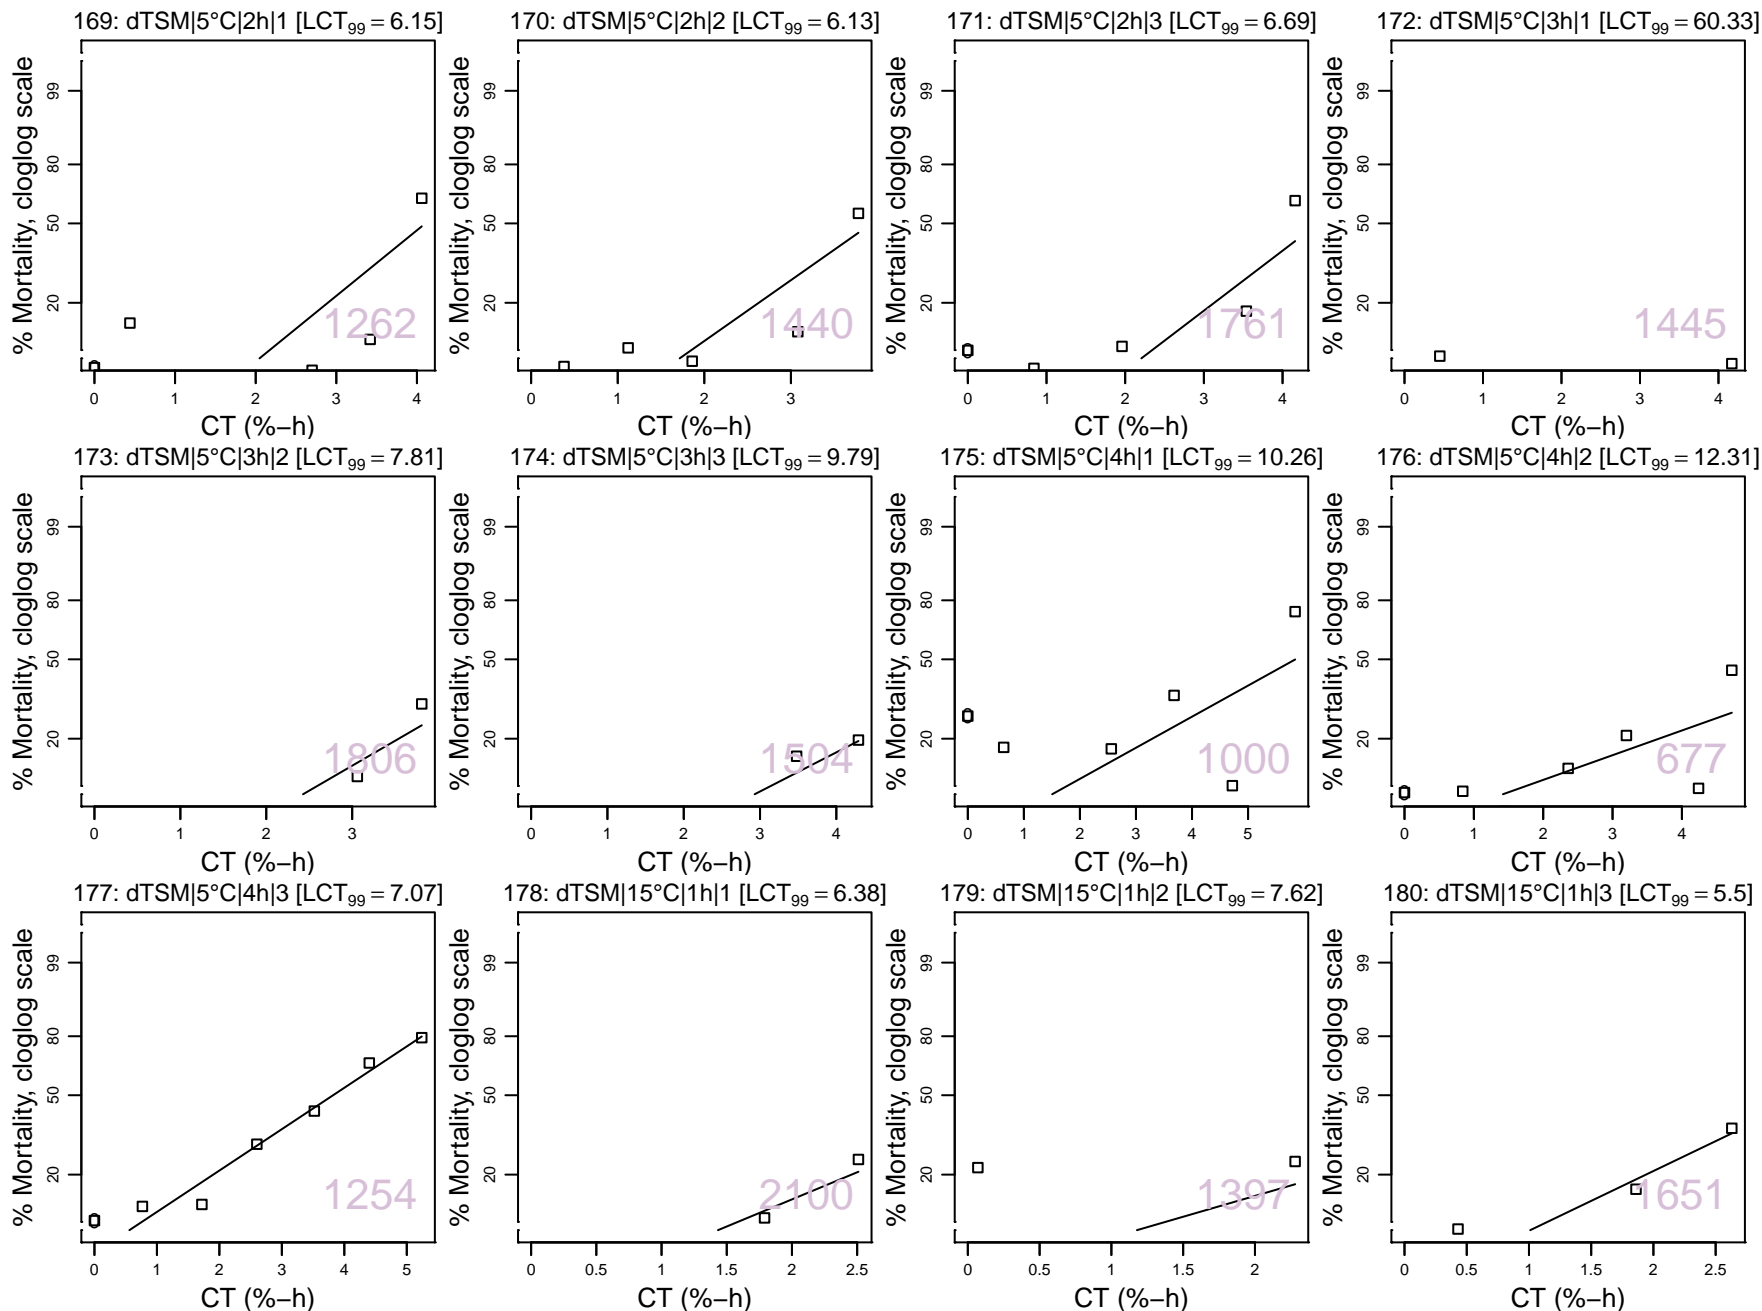 169: dTSM|5°C|2h|1 [LCT99 = 6.15]
% Mortality, cloglog scale
99
80
50
20
1262
0 1 2 3 4
CT (%−h)
170: dTSM|5°C|2h|2 [LCT99 = 6.13]
% Mortality, cloglog scale
99
80
50
20
1440
0 1 2 3
CT (%−h)
171: dTSM|5°C|2h|3 [LCT99 = 6.69]
% Mortality, cloglog scale
99
80
50
20
1761
0 1 2 3 4
CT (%−h)
172: dTSM|5°C|3h|1 [LCT99 = 60.33]
% Mortality, cloglog scale
99
80
50
20
1445
0 1 2 3 4
CT (%−h)
173: dTSM|5°C|3h|2 [LCT99 = 7.81]
% Mortality, cloglog scale
99
80
50
20
1806
0 1 2 3
CT (%−h)
174: dTSM|5°C|3h|3 [LCT99 = 9.79]
% Mortality, cloglog scale
99
80
50
20
1504
0 1 2 3 4
CT (%−h)
175: dTSM|5°C|4h|1 [LCT99 = 10.26]
% Mortality, cloglog scale
99
80
50
20
1000
0 1 2 3 4 5
CT (%−h)
176: dTSM|5°C|4h|2 [LCT99 = 12.31]
% Mortality, cloglog scale
99
80
50
20
677
0 1 2 3 4
CT (%−h)
177: dTSM|5°C|4h|3 [LCT99 = 7.07]
% Mortality, cloglog scale
99
80
50
20
1254
0 1 2 3 4 5
CT (%−h)
178: dTSM|15°C|1h|1 [LCT99 = 6.38]
% Mortality, cloglog scale
99
80
50
20
2100
0 0.5 1 1.5 2 2.5
CT (%−h)
179: dTSM|15°C|1h|2 [LCT99 = 7.62]
% Mortality, cloglog scale
99
80
50
20
1397
0 0.5 1 1.5 2
CT (%−h)
180: dTSM|15°C|1h|3 [LCT99 = 5.5]
% Mortality, cloglog scale
99
80
50
20
1651
0 0.5 1 1.5 2 2.5
CT (%−h)